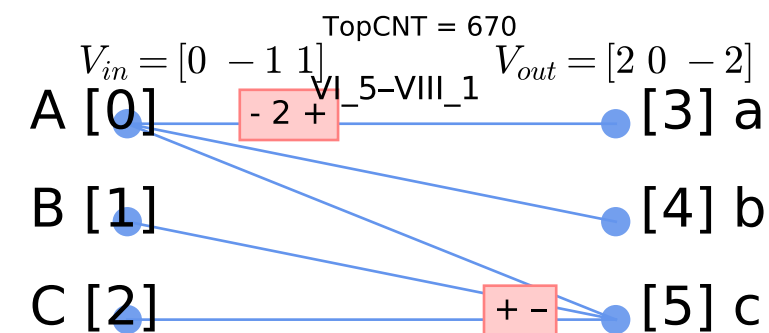 TopCNT = 670
V_in = [0 −1 1]
V_out = [2 0 −2]
VI_5–VIII_1
A [0]
- 2 +
[3] a
B [1]
[4] b
C [2]
+ –
[5] c